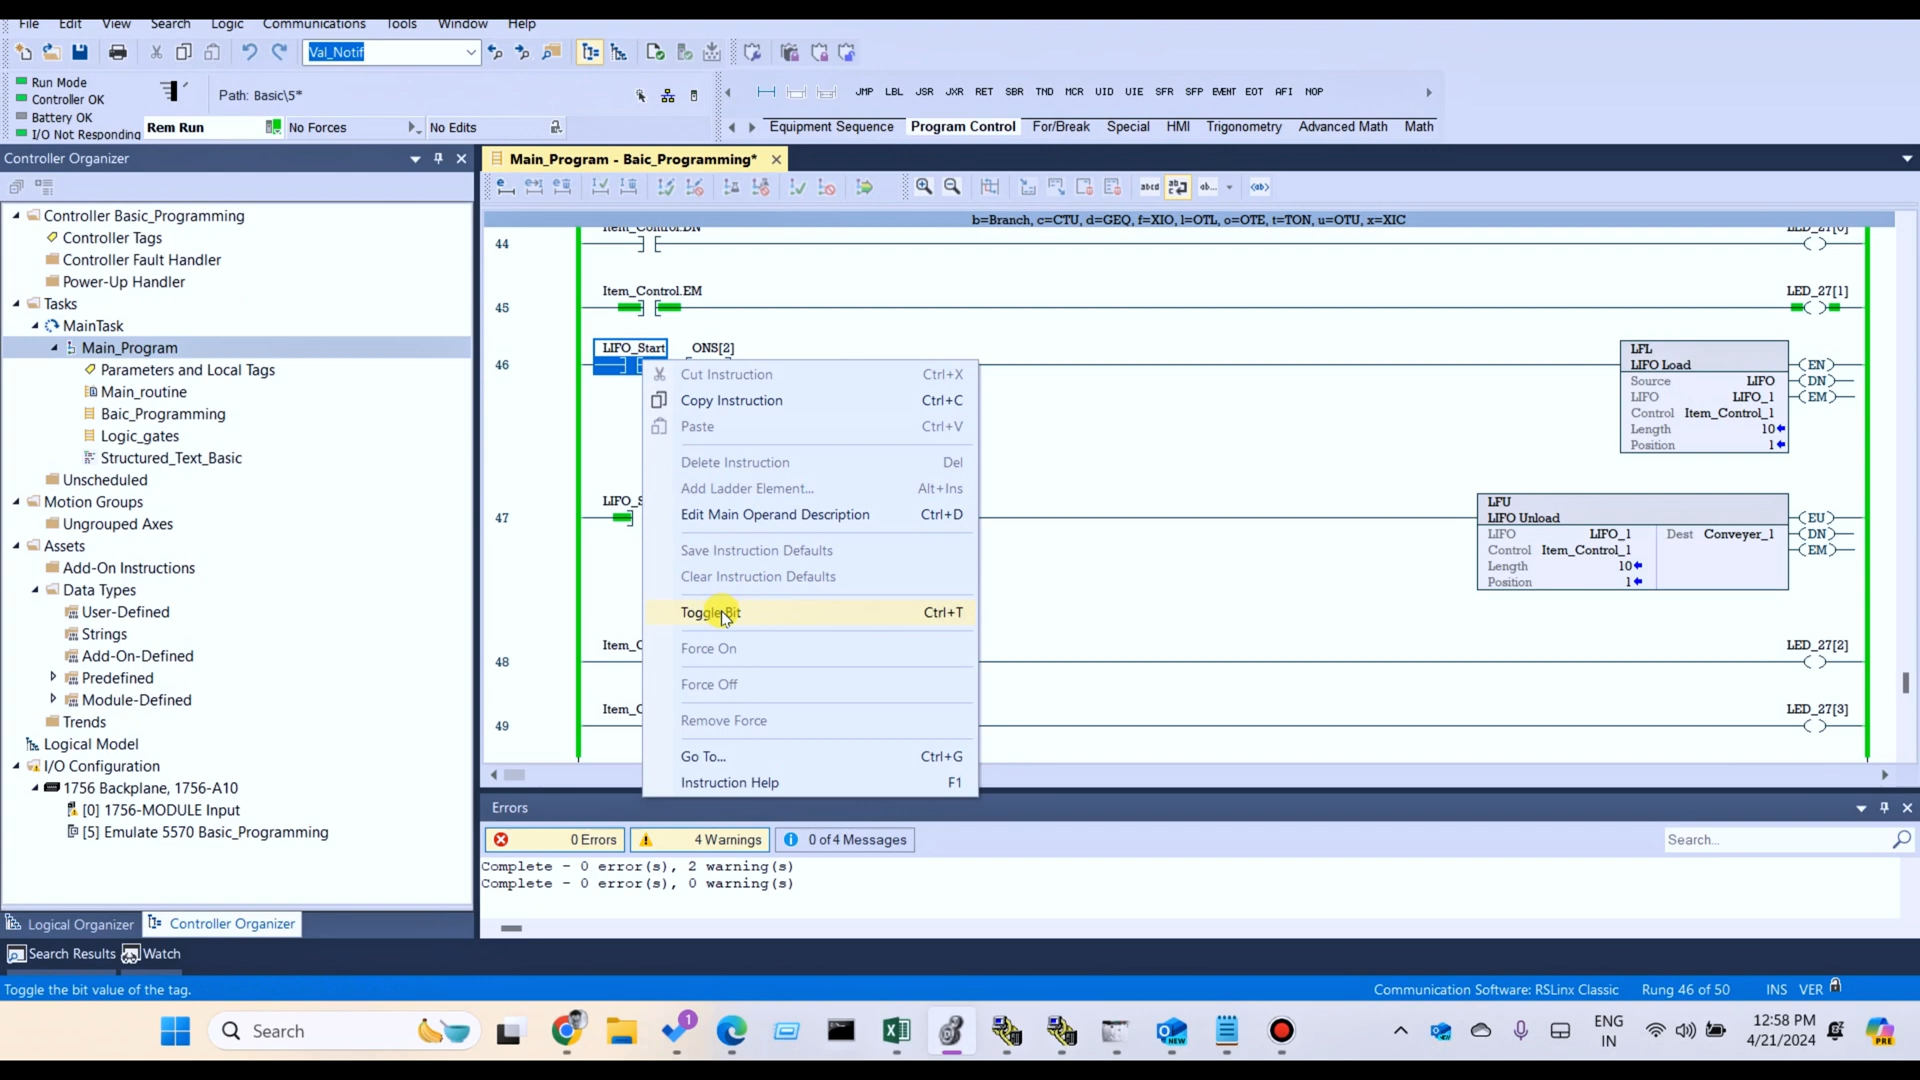 File Edit View Search Logic Communications Tools Window Help
Val_Notif
Run Mode
Controller OK
Battery OK
I/O Not Responding
Path: Basic\5*
Rem Run
No Forces
No Edits
JMP LBL JSR JXR RET SBR TND MCR UID UIE SFR SFP EVENT EOT AFI NOP
Equipment Sequence Program Control For/Break Special HMI Trigonometry Advanced Math Math
Controller Organizer
Controller Basic_Programming
Controller Tags
Controller Fault Handler
Power-Up Handler
Tasks
MainTask
Main_Program
Parameters and Local Tags
Main_routine
Baic_Programming
Logic_gates
Structured_Text_Basic
Unscheduled
Motion Groups
Ungrouped Axes
Assets
Add-On Instructions
Data Types
User-Defined
Strings
Add-On-Defined
Predefined
Module-Defined
Trends
Logical Model
I/O Configuration
1756 Backplane, 1756-A10
[0] 1756-MODULE Input
[5] Emulate 5570 Basic_Programming
Logical Organizer Controller Organizer
Main_Program - Baic_Programming*
abcd
ab...
b=Branch, c=CTU, d=GEQ, f=XIO, l=OTL, o=OTE, t=TON, u=OTU, x=XIC
Item_Control.DN LED_27[0]
44
Item_Control.EM LED_27[1]
45
LIFO_Start ONS[2]
46
LFL
LIFO Load
Source LIFO
LIFO LIFO_1
Control Item_Control_1
Length 10
Position 1
EN
DN
EM
LIFO_S
47
LFU
LIFO Unload
LIFO LIFO_1
Control Item_Control_1
Length 10
Position 1
Dest Conveyer_1
EU
DN
EM
Item_C LED_27[2]
48
Item_C LED_27[3]
49
Cut Instruction Ctrl+X
Copy Instruction Ctrl+C
Paste Ctrl+V
Delete Instruction Del
Add Ladder Element... Alt+Ins
Edit Main Operand Description Ctrl+D
Save Instruction Defaults
Clear Instruction Defaults
Toggle Bit Ctrl+T
Force On
Force Off
Remove Force
Go To... Ctrl+G
Instruction Help F1
Errors
0 Errors
4 Warnings
0 of 4 Messages
Search...
Complete - 0 error(s), 2 warning(s)
Complete - 0 error(s), 0 warning(s)
Search Results Watch
Toggle the bit value of the tag.
Communication Software: RSLinx Classic Rung 46 of 50 INS VER
Search
1
NEW
ENG
IN
12:58 PM
4/21/2024
PRE